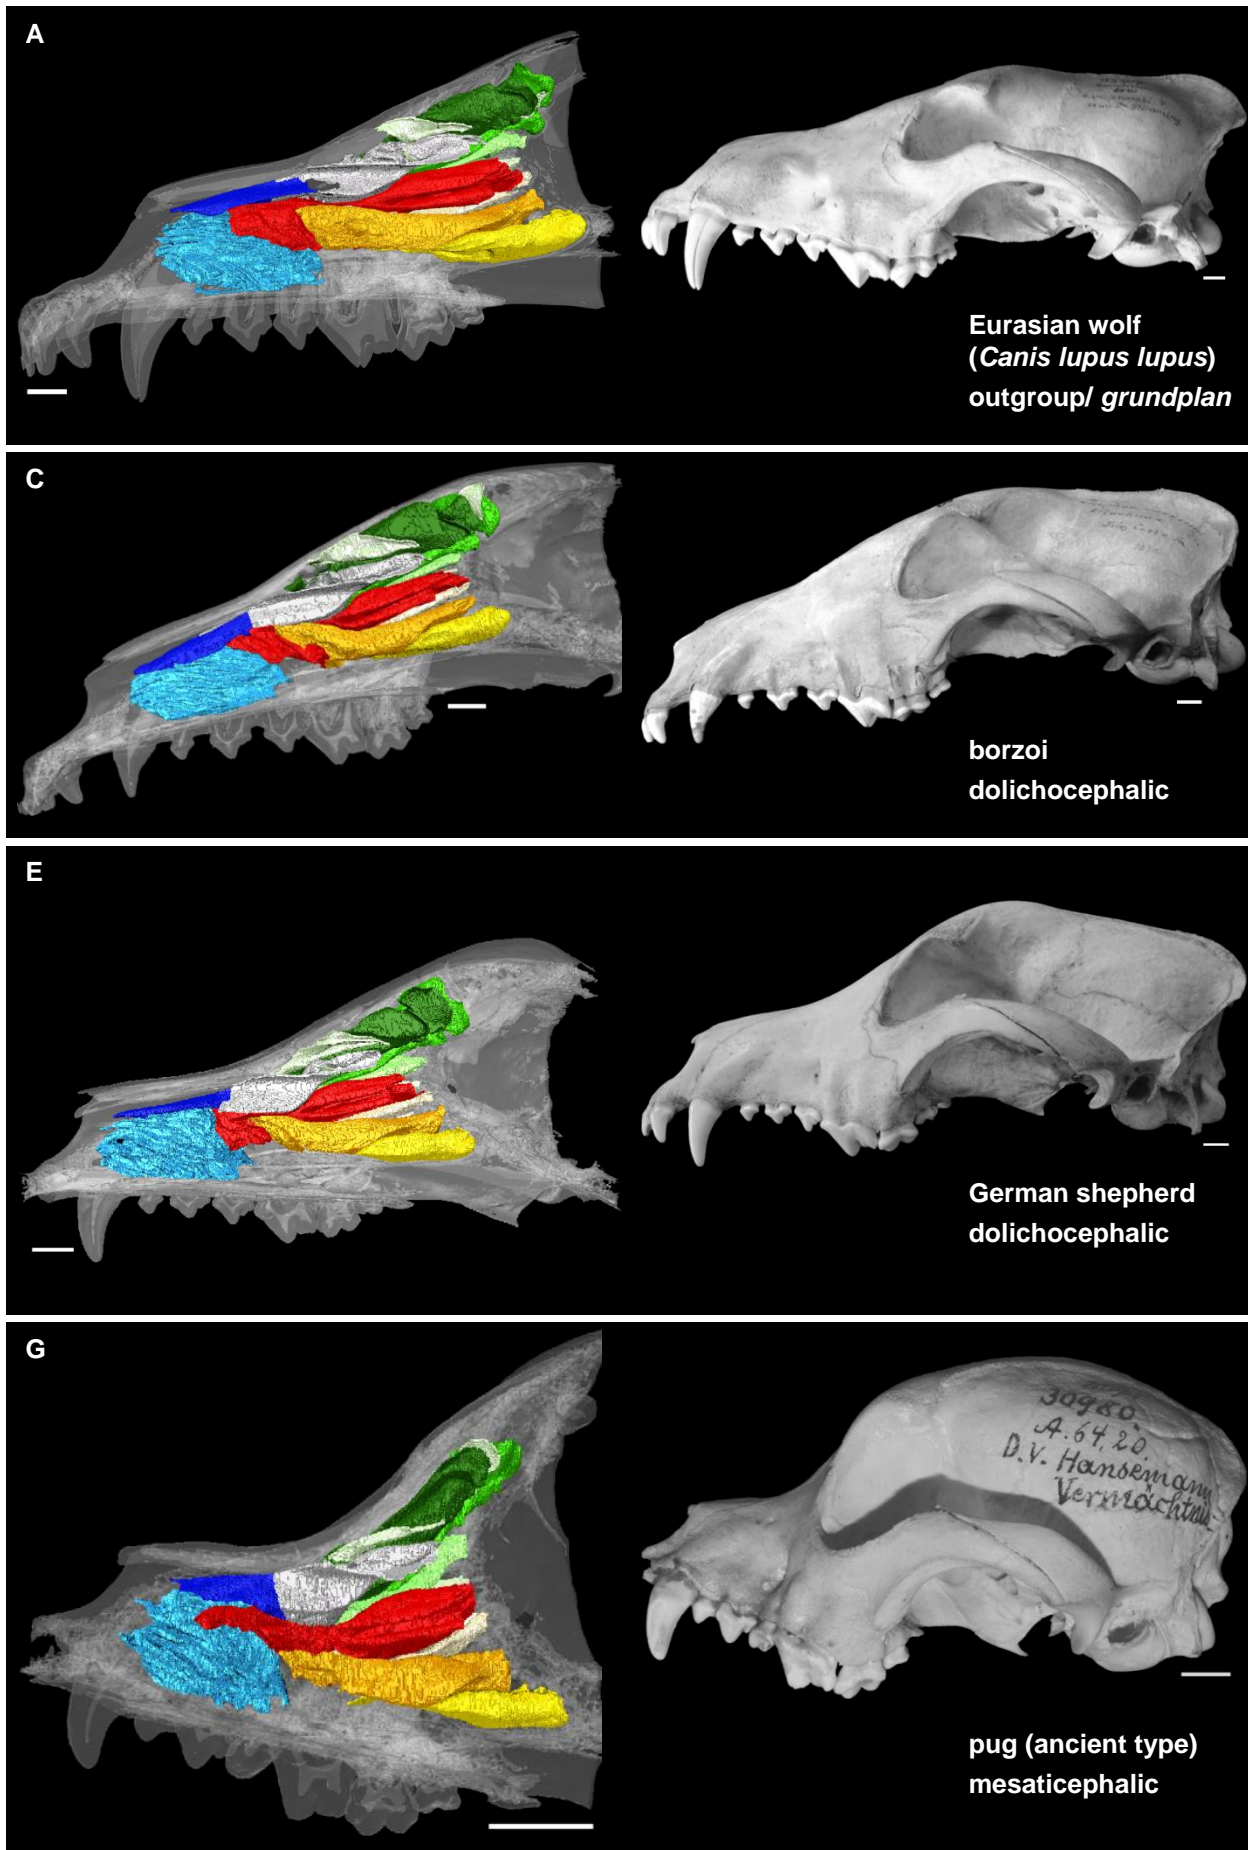 A
Eurasian wolf
(Canis lupus lupus)
outgroup/ grundplan
C
borzoi
dolichocephalic
E
German shepherd
dolichocephalic
G
30980.
A.64,20.
D.V. Hansemann
Vermächtnis
pug (ancient type)
mesaticephalic